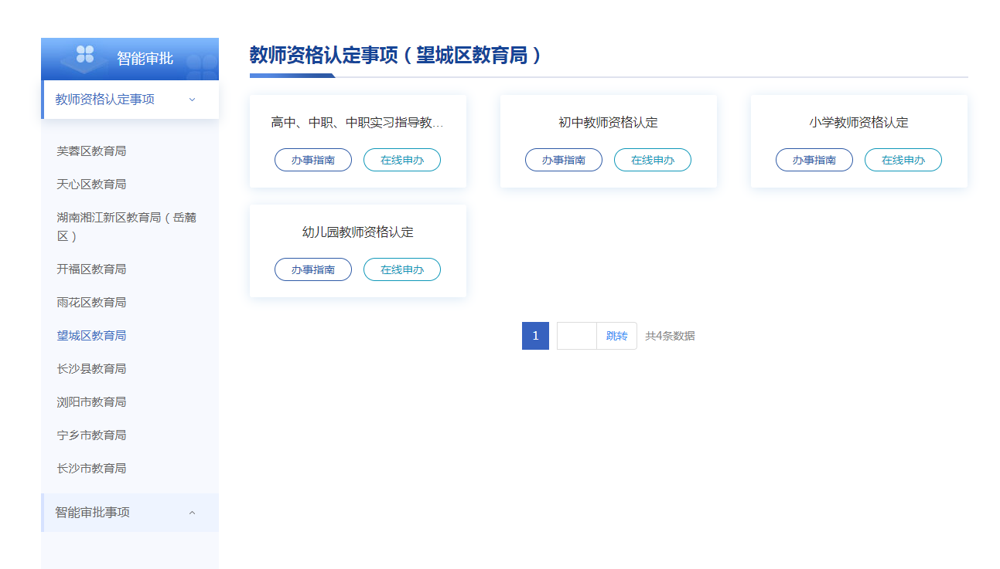 智能审批
教师资格认定事项
芙蓉区教育局
天心区教育局
湖南湘江新区教育局（岳麓
区）
开福区教育局
雨花区教育局
望城区教育局
长沙县教育局
浏阳市教育局
宁乡市教育局
长沙市教育局
智能审批事项
教师资格认定事项（望城区教育局）
高中、中职、中职实习指导教...
办事指南 在线申办
初中教师资格认定
办事指南 在线申办
小学教师资格认定
办事指南 在线申办
幼儿园教师资格认定
办事指南 在线申办
1 跳转 共4条数据